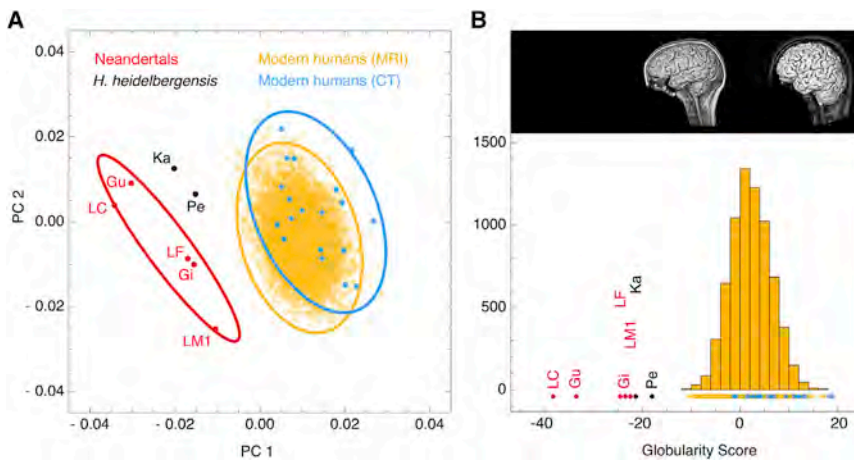 A
Neandertals
H. heidelbergensis
Modern humans (MRI)
Modern humans (CT)
0.04
0.02
0.00
- 0.02
- 0.04
PC 2
Ka
Gu
Pe
LC
LF
Gi
LM1
- 0.04
- 0.02
0.00
0.02
0.04
PC 1
B
1500
1000
500
0
LF
Ka
LM1
LC
Gu
Gi
Pe
-40
-20
0
20
Globularity Score